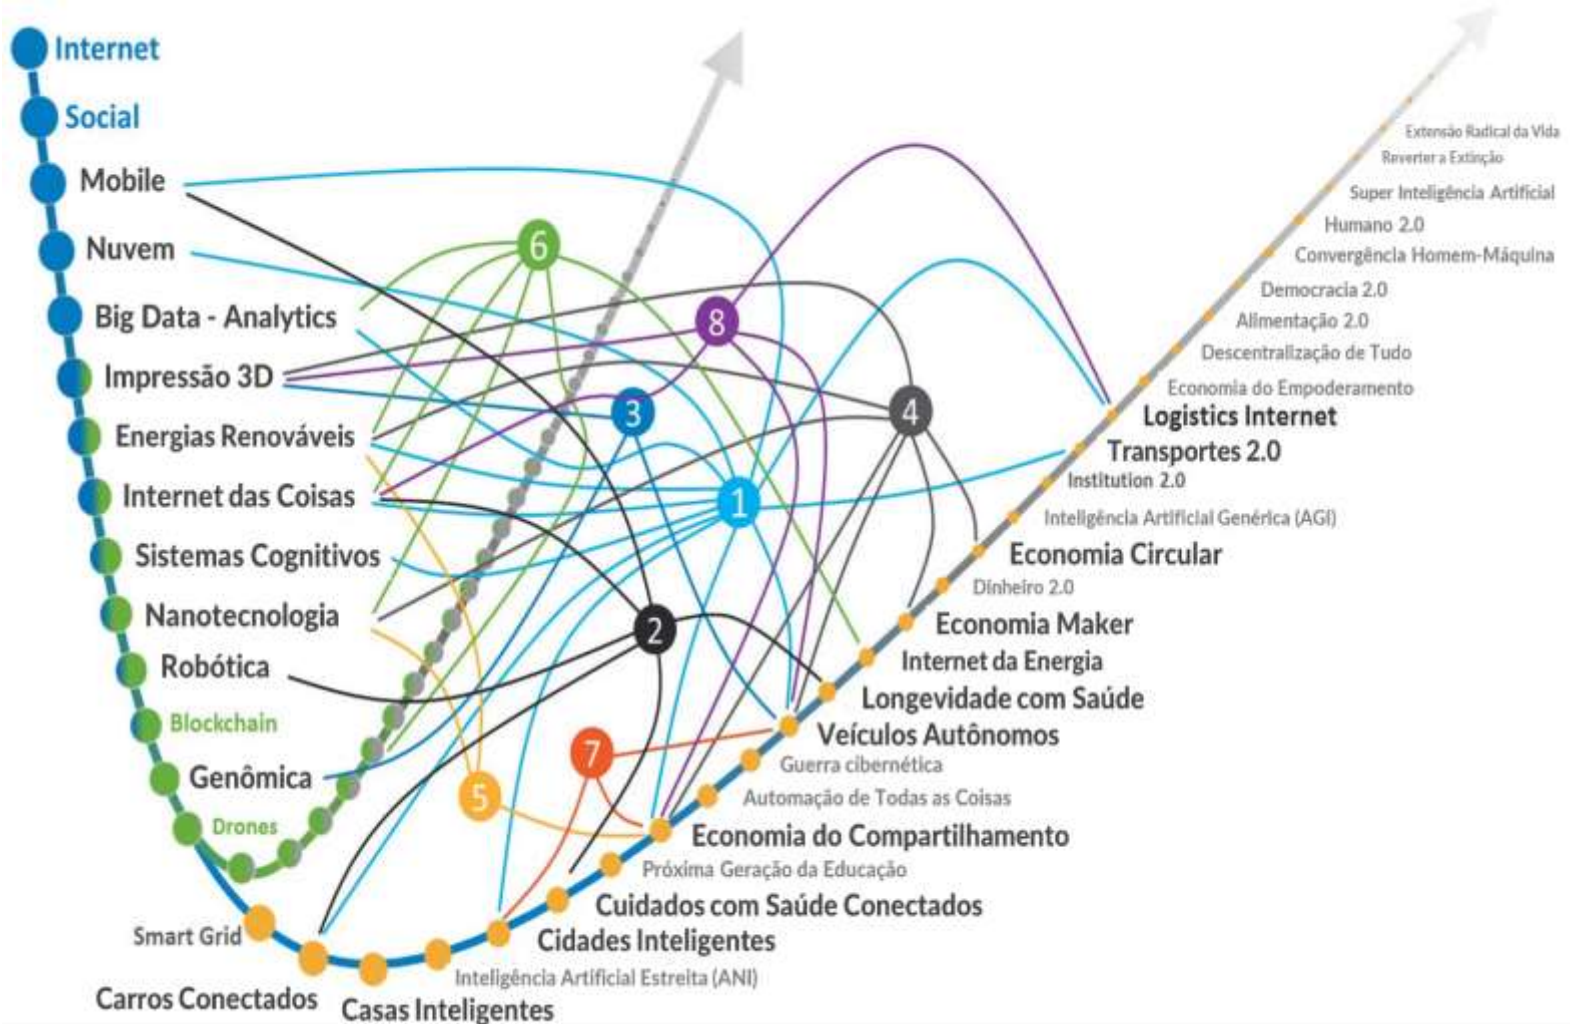 Internet
Social
Mobile
Nuvem
Big Data - Analytics
Impressão 3D
Energias Renováveis
Internet das Coisas
Sistemas Cognitivos
Nanotecnologia
Robótica
Blockchain
Genômica
Drones
Smart Grid
Carros Conectados
Casas Inteligentes
Inteligência Artificial Estreita (ANI)
Cidades Inteligentes
Cuidados com Saúde Conectados
Próxima Geração da Educação
Economia do Compartilhamento
Automação de Todas as Coisas
Guerra cibernética
Veículos Autônomos
Longevidade com Saúde
Internet da Energia
Economia Maker
Dinheiro 2.0
Economia Circular
Inteligência Artificial Genérica (AGI)
Institution 2.0
Transportes 2.0
Logistics Internet
Economia do Empoderamento
Descentralização de Tudo
Alimentação 2.0
Democracia 2.0
Convergência Homem-Máquina
Humano 2.0
Super Inteligência Artificial
Reverter a Extinção
Extensão Radical da Vida
6
8
3
4
1
2
7
5